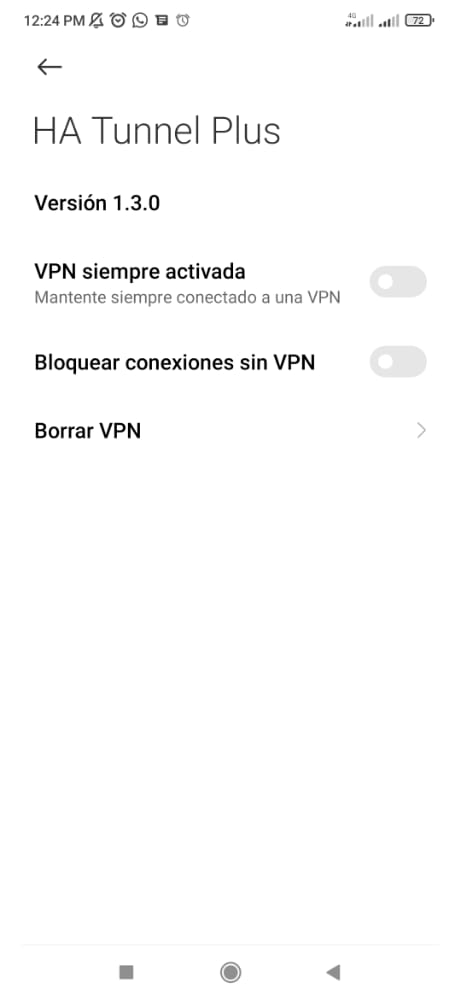 12:24 PM
4G
72
HA Tunnel Plus
Versión 1.3.0
VPN siempre activada
Mantente siempre conectado a una VPN
Bloquear conexiones sin VPN
Borrar VPN